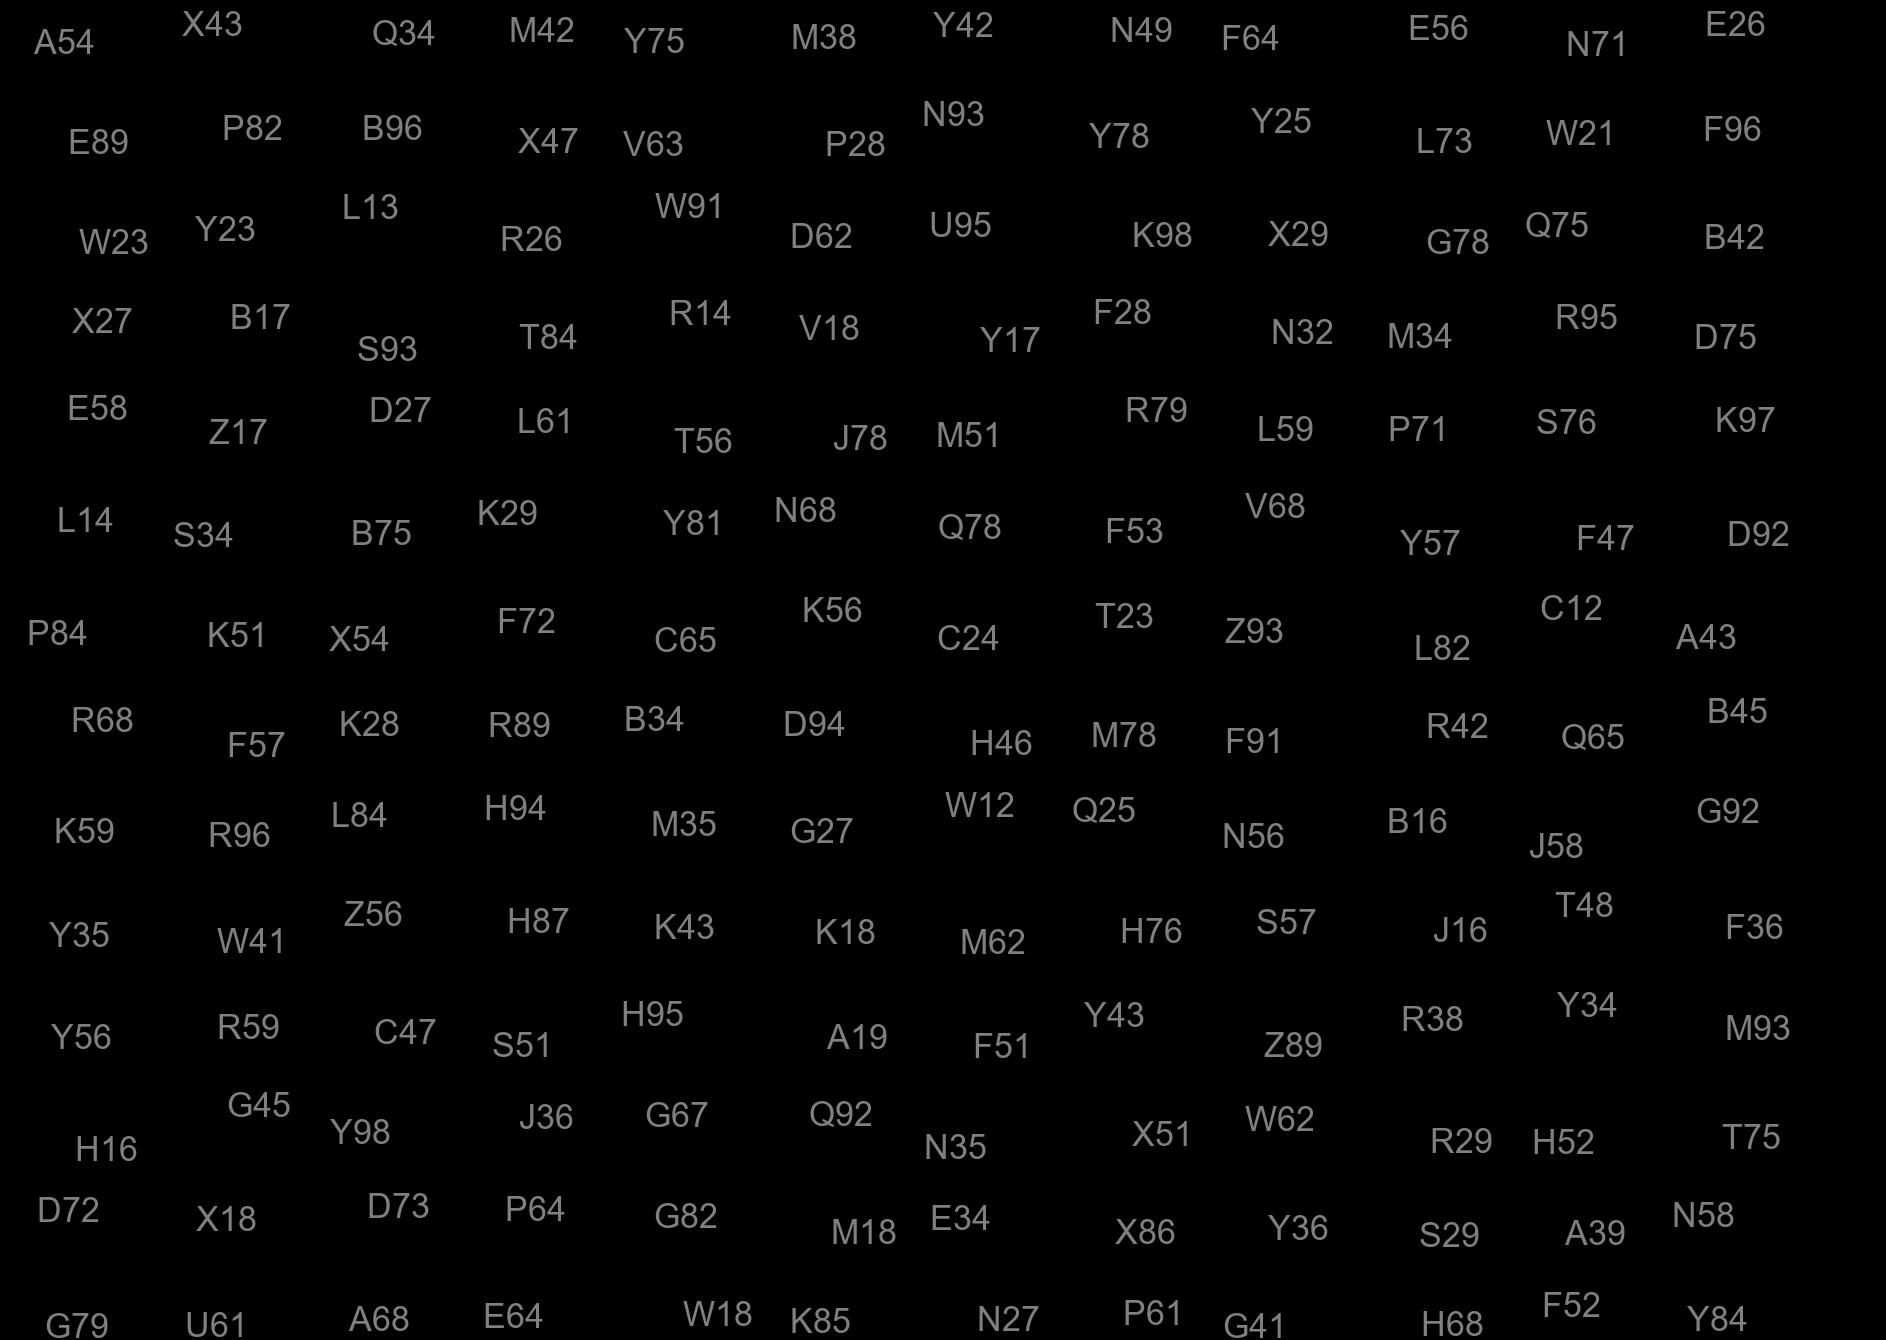 A54 X43 Q34 M42 Y75 M38 Y42 N49 F64 E56 N71 E26
E89 P82 B96 X47 V63 P28 N93 Y78 Y25 L73 W21 F96
W23 Y23 L13 R26 W91 D62 U95 K98 X29 G78 Q75 B42
X27 B17 S93 T84 R14 V18 Y17 F28 N32 M34 R95 D75
E58 Z17 D27 L61 T56 J78 M51 R79 L59 P71 S76 K97
L14 S34 B75 K29 Y81 N68 Q78 F53 V68 Y57 F47 D92
P84 K51 X54 F72 C65 K56 C24 T23 Z93 L82 C12 A43
R68 F57 K28 R89 B34 D94 H46 M78 F91 R42 Q65 B45
K59 R96 L84 H94 M35 G27 W12 Q25 N56 B16 J58 G92
Y35 W41 Z56 H87 K43 K18 M62 H76 S57 J16 T48 F36
Y56 R59 C47 S51 H95 A19 F51 Y43 Z89 R38 Y34 M93
H16 G45 Y98 J36 G67 Q92 N35 X51 W62 R29 H52 T75
D72 X18 D73 P64 G82 M18 E34 X86 Y36 S29 A39 N58
G79 U61 A68 E64 W18 K85 N27 P61 G41 H68 F52 Y84